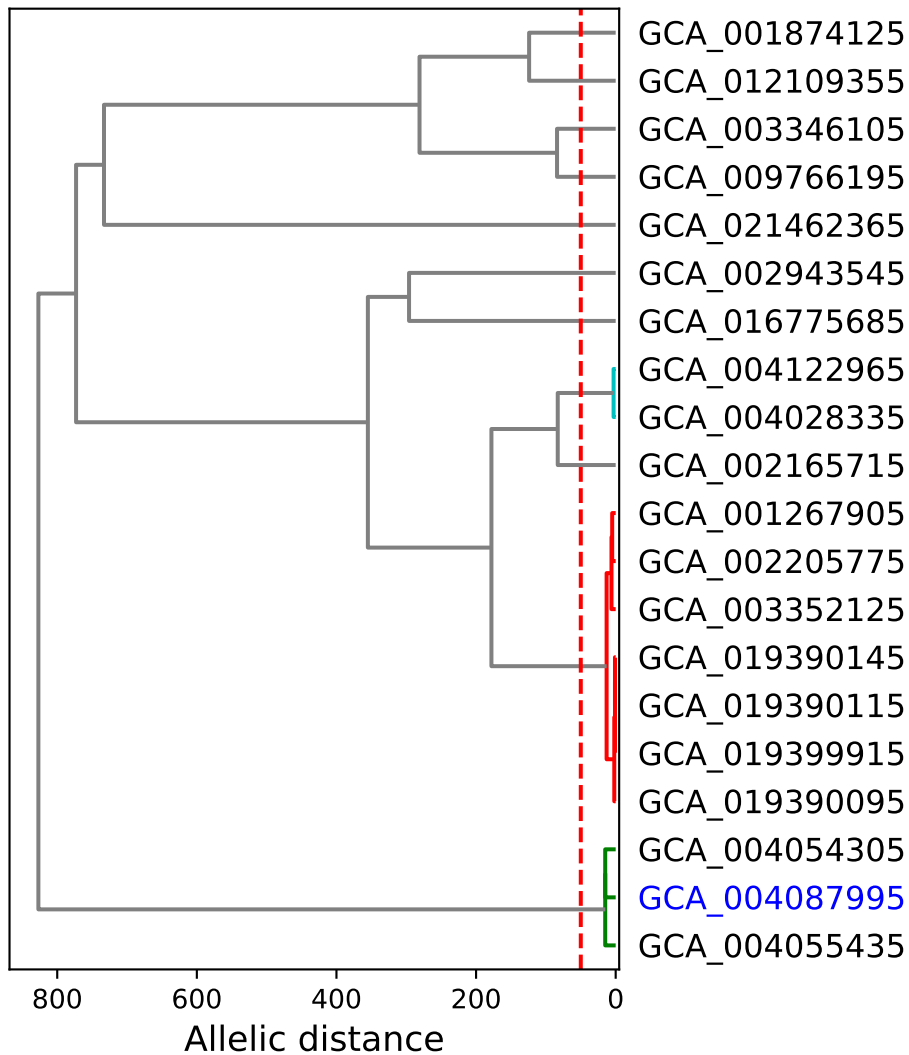 GCA_001874125
GCA_012109355
GCA_003346105
GCA_009766195
GCA_021462365
GCA_002943545
GCA_016775685
GCA_004122965
GCA_004028335
GCA_002165715
GCA_001267905
GCA_002205775
GCA_003352125
GCA_019390145
GCA_019390115
GCA_019399915
GCA_019390095
GCA_004054305
GCA_004087995
GCA_004055435
800 600 400 200 0
Allelic distance